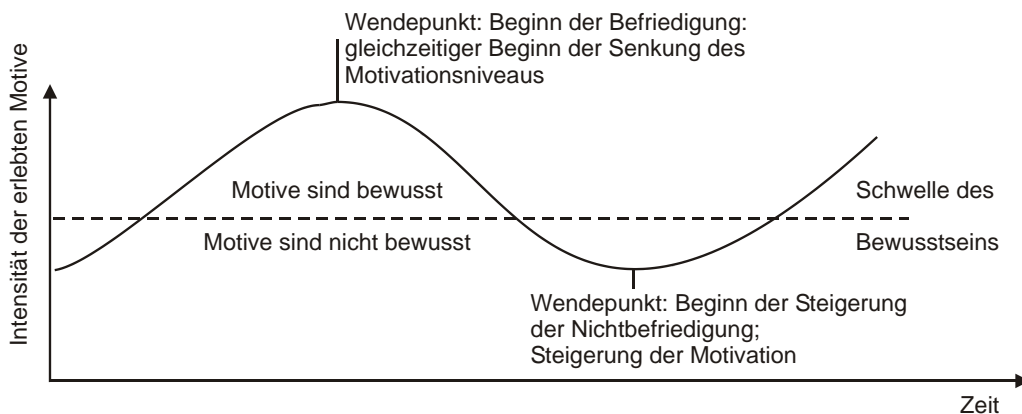 Wendepunkt: Beginn der Befriedigung:
gleichzeitiger Beginn der Senkung des
Motivationsniveaus
Intensität der erlebten Motive
Motive sind bewusst
Schwelle des
Motive sind nicht bewusst
Bewusstseins
Wendepunkt: Beginn der Steigerung
der Nichtbefriedigung;
Steigerung der Motivation
Zeit